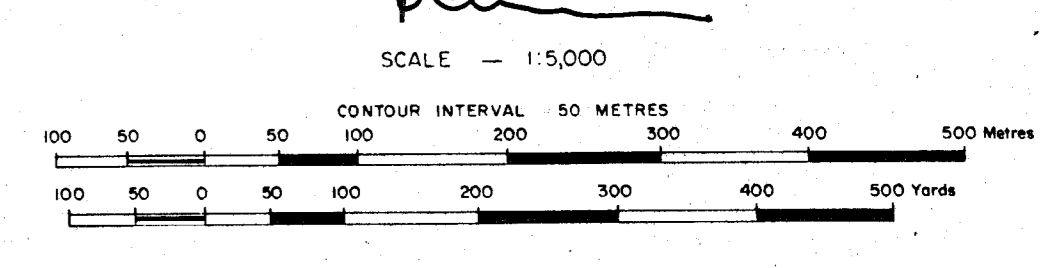 SCALE — 1:5,000
CONTOUR INTERVAL 50 METRES
100 50 0 50 100 200 300 400 500 Metres
100 50 0 50 100 200 300 400 500 Yards